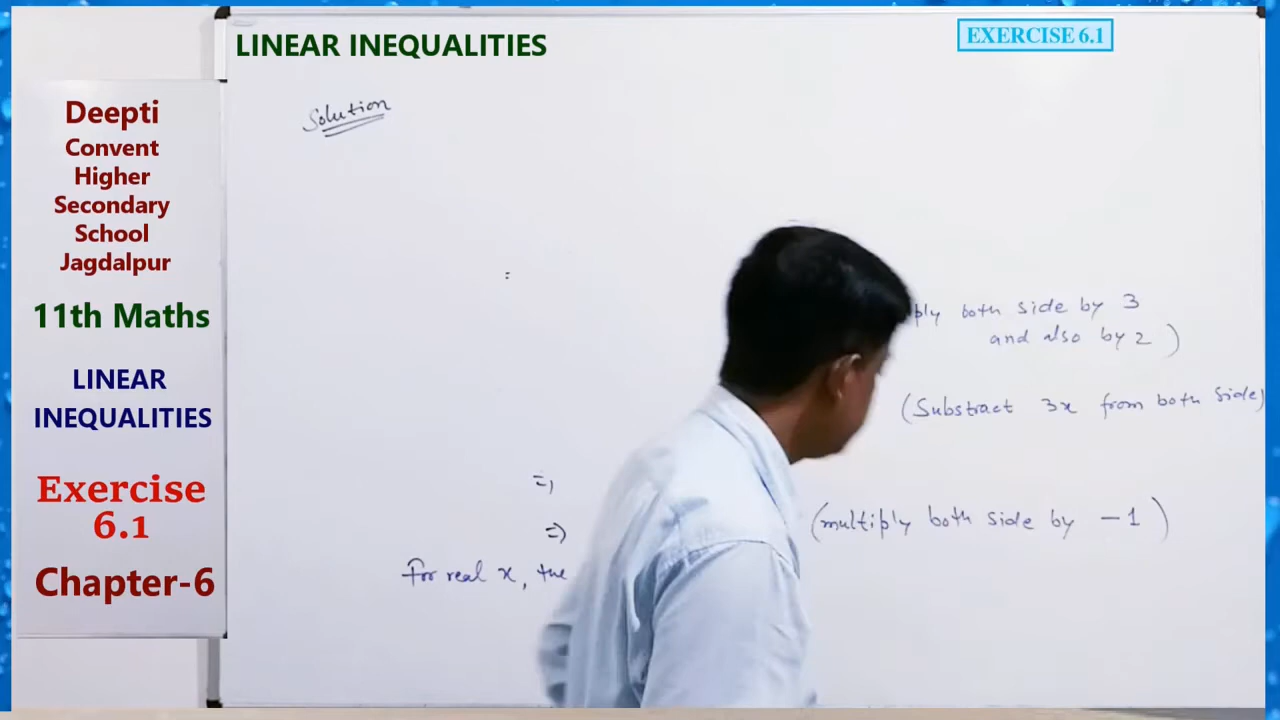 LINEAR INEQUALITIES
EXERCISE 6.1
Deepti
Convent
Higher
Secondary
School
Jagdalpur
11th Maths
LINEAR
INEQUALITIES
Exercise
6.1
Chapter-6
Solution
ply both side by 3
and also by 2 )
(Substract 3x from both side)
=)
=) (multiply both side by -1 )
For real x, the